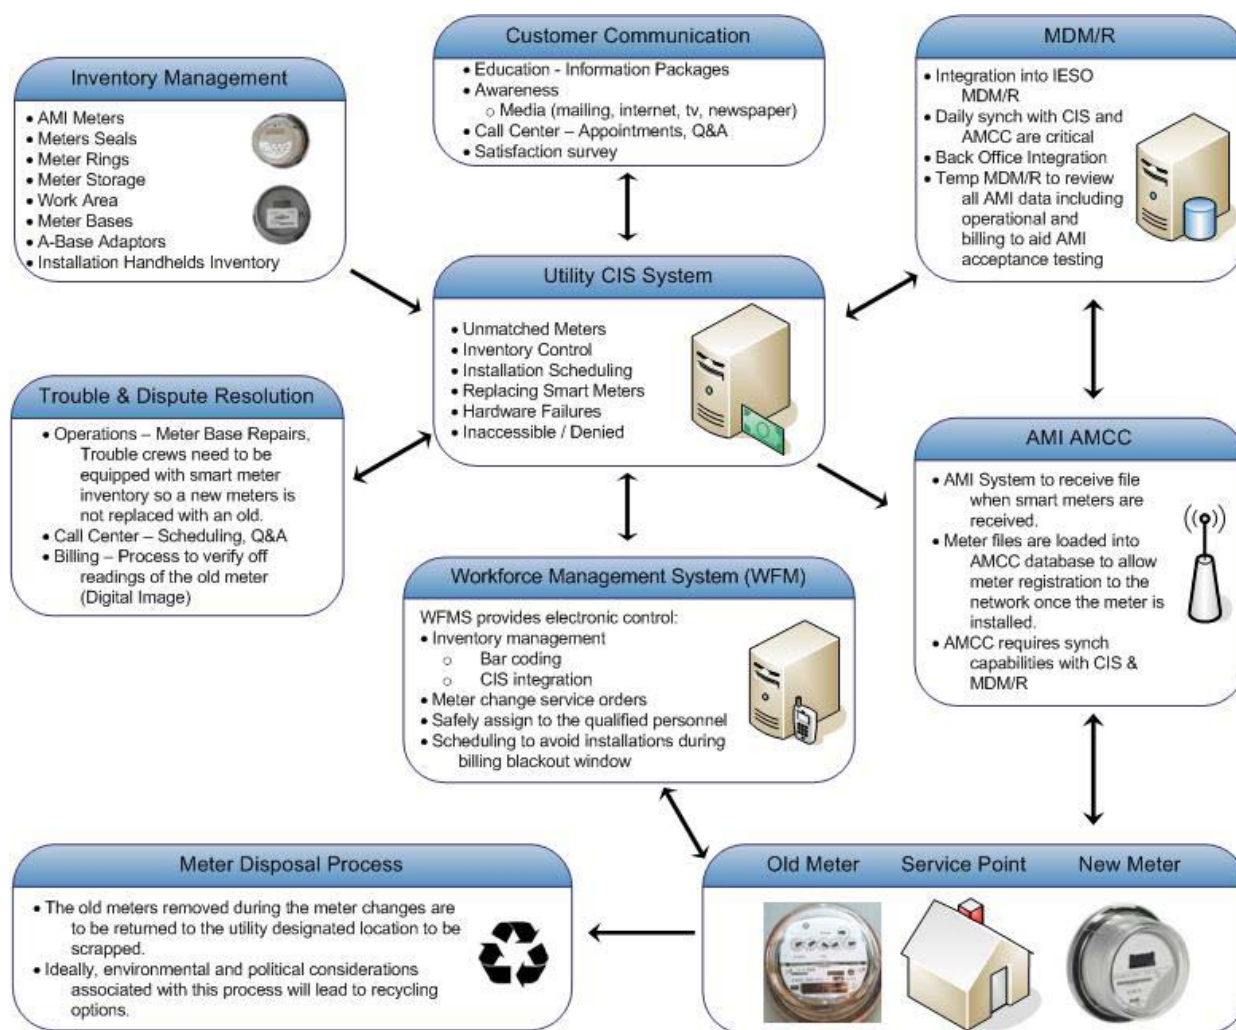 Customer Communication
• Education - Information Packages
• Awareness
o Media (mailing, internet, tv, newspaper)
• Call Center – Appointments, Q&A
• Satisfaction survey
MDM/R
• Integration into IESO
MDM/R
• Daily synch with CIS and
AMCC are critical
• Back Office Integration
• Temp MDM/R to review
all AMI data including
operational and
billing to aid AMI
acceptance testing
Inventory Management
• AMI Meters
• Meters Seals
• Meter Rings
• Meter Storage
• Work Area
• Meter Bases
• A-Base Adaptors
• Installation Handhelds Inventory
Utility CIS System
• Unmatched Meters
• Inventory Control
• Installation Scheduling
• Replacing Smart Meters
• Hardware Failures
• Inaccessible / Denied
Trouble & Dispute Resolution
• Operations – Meter Base Repairs,
Trouble crews need to be
equipped with smart meter
inventory so a new meters is
not replaced with an old.
• Call Center – Scheduling, Q&A
• Billing – Process to verify off
readings of the old meter
(Digital Image)
AMI AMCC
• AMI System to receive file
when smart meters are
received.
• Meter files are loaded into
AMCC database to allow
meter registration to the
network once the meter is
installed.
• AMCC requires synch
capabilities with CIS &
MDM/R
Workforce Management System (WFM)
WFMS provides electronic control:
• Inventory management
o Bar coding
o CIS integration
• Meter change service orders
• Safely assign to the qualified personnel
• Scheduling to avoid installations during
billing blackout window
Meter Disposal Process
• The old meters removed during the meter changes are
to be returned to the utility designated location to be
scrapped.
• Ideally, environmental and political considerations
associated with this process will lead to recycling
options.
Old Meter Service Point New Meter